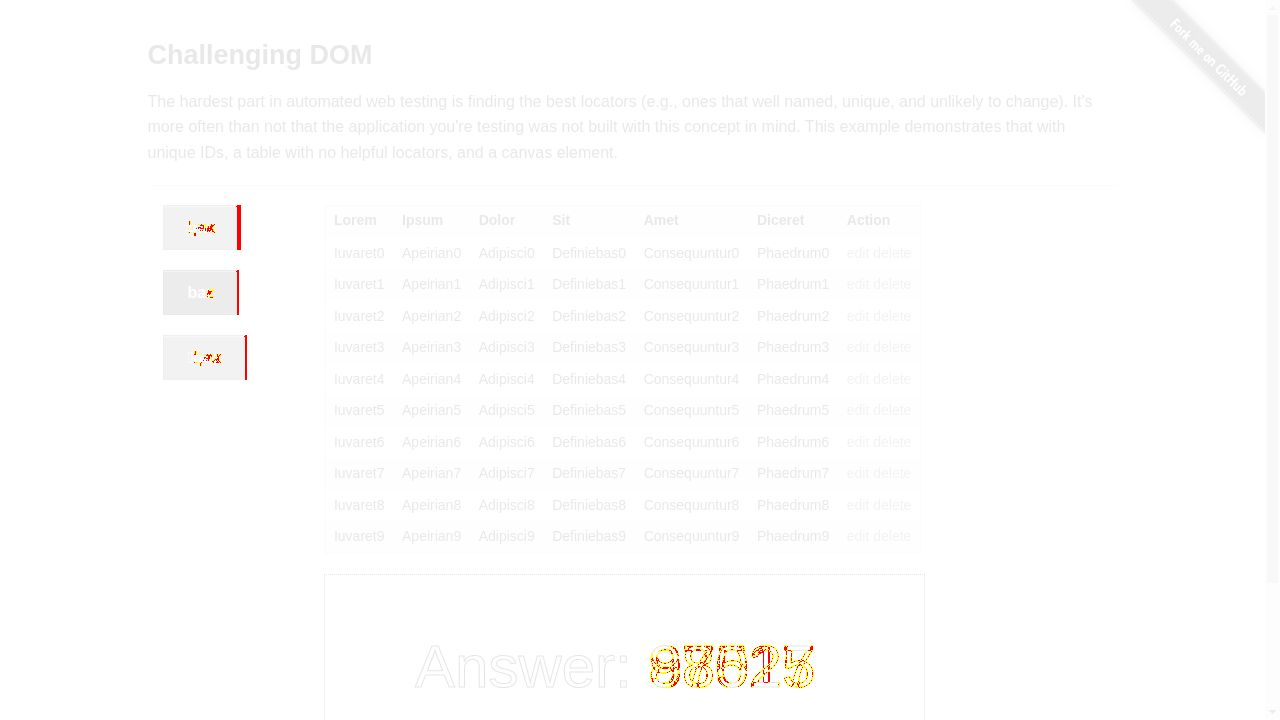 Fork me on GitHub
Challenging DOM
The hardest part in automated web testing is finding the best locators (e.g., ones that well named, unique, and unlikely to change). It's
more often than not that the application you're testing was not built with this concept in mind. This example demonstrates that with
unique IDs, a table with no helpful locators, and a canvas element.
Lorem Ipsum Dolor Sit Amet Diceret Action
Iuvaret0 Apeirian0 Adipisci0 Definiebas0 Consequuntur0 Phaedrum0 edit delete
Iuvaret1 Apeirian1 Adipisci1 Definiebas1 Consequuntur1 Phaedrum1 edit delete
Iuvaret2 Apeirian2 Adipisci2 Definiebas2 Consequuntur2 Phaedrum2 edit delete
Iuvaret3 Apeirian3 Adipisci3 Definiebas3 Consequuntur3 Phaedrum3 edit delete
Iuvaret4 Apeirian4 Adipisci4 Definiebas4 Consequuntur4 Phaedrum4 edit delete
Iuvaret5 Apeirian5 Adipisci5 Definiebas5 Consequuntur5 Phaedrum5 edit delete
Iuvaret6 Apeirian6 Adipisci6 Definiebas6 Consequuntur6 Phaedrum6 edit delete
Iuvaret7 Apeirian7 Adipisci7 Definiebas7 Consequuntur7 Phaedrum7 edit delete
Iuvaret8 Apeirian8 Adipisci8 Definiebas8 Consequuntur8 Phaedrum8 edit delete
Iuvaret9 Apeirian9 Adipisci9 Definiebas9 Consequuntur9 Phaedrum9 edit delete
Answer: